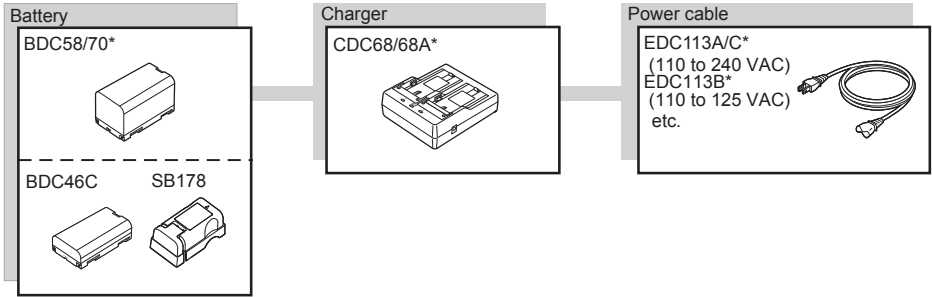 Battery
BDC58/70*
BDC46C
SB178
Charger
CDC68/68A*
Power cable
EDC113A/C*
(110 to 240 VAC)
EDC113B*
(110 to 125 VAC)
etc.